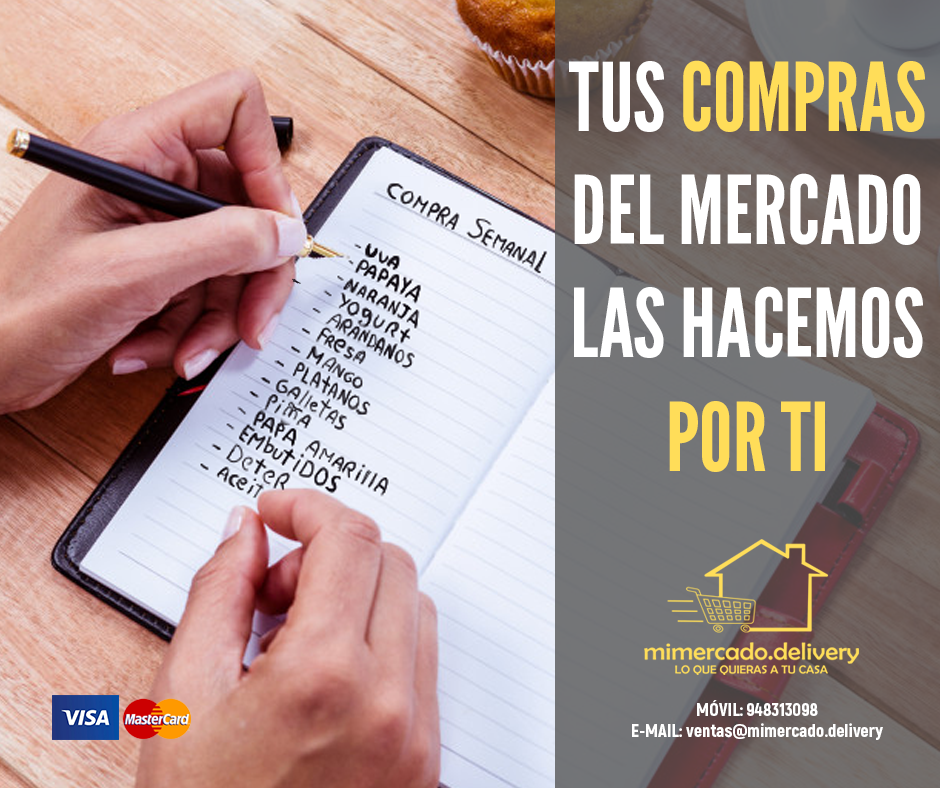 TUS COMPRAS
DEL MERCADO
LAS HACEMOS
POR TI
COMPRA SEMANAL
- UVA
- PAPAYA
- NARANJA
- YOGURT
- ARANDANOS
- FRESA
- MANGO
- PLATANOS
- GALLETAS
- PIÑA
- PAPA AMARILLA
- EMBUTIDOS
- DETER
- ACEIT
mimercado.delivery
LO QUE QUIERAS A TU CASA
MÓVIL: 948313098
E-MAIL: ventas@mimercado.delivery
VISA
MasterCard